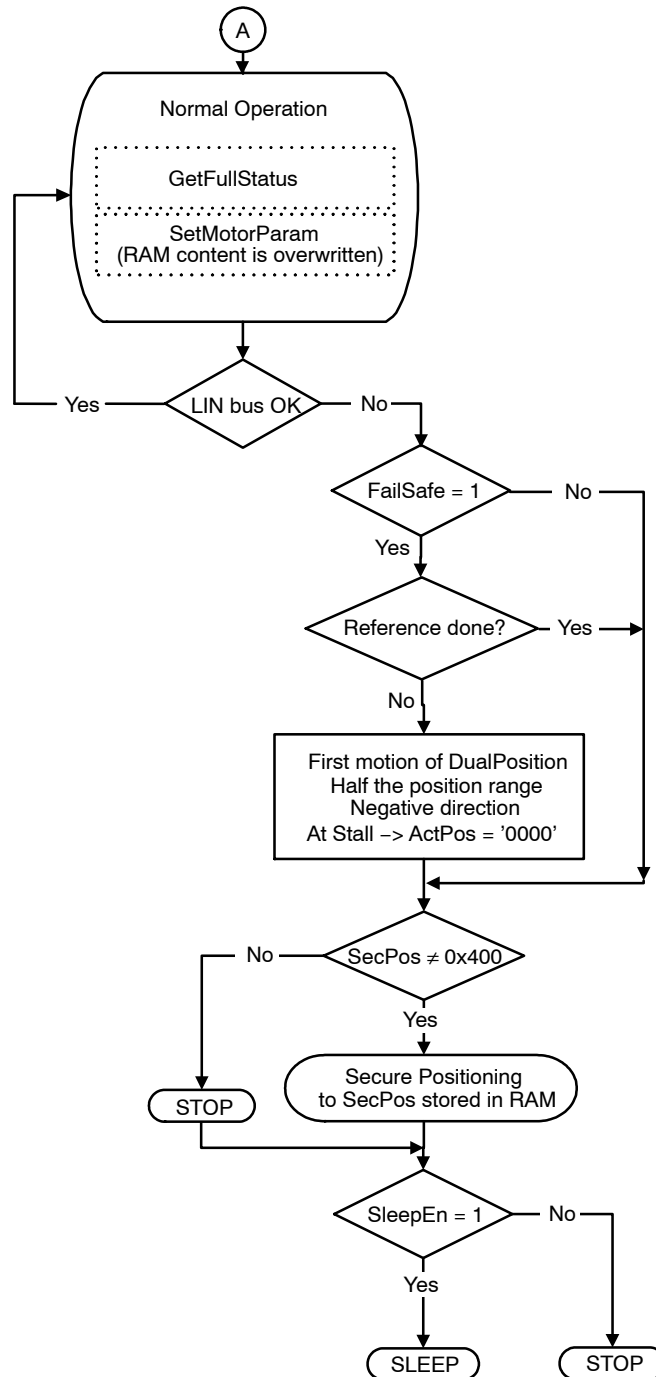 A
Normal Operation
GetFullStatus
SetMotorParam
(RAM content is overwritten)
Yes
LIN bus OK
No
FailSafe = 1
No
Yes
Reference done?
Yes
No
First motion of DualPosition
Half the position range
Negative direction
At Stall −> ActPos = '0000'
No
SecPos ≠ 0x400
Yes
Secure Positioning
to SecPos stored in RAM
STOP
SleepEn = 1
No
Yes
SLEEP
STOP